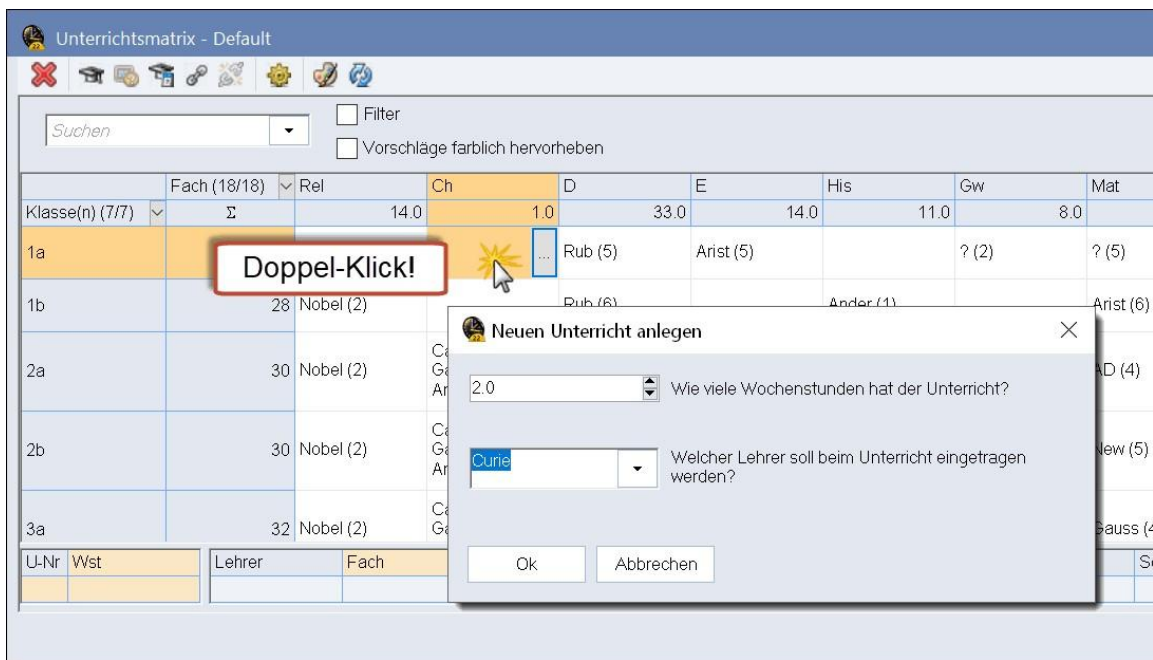 Unterrichtsmatrix - Default
Suchen
Filter
Vorschläge farblich hervorheben
Fach (18/18) Rel Ch D E His Gw Mat
Klasse(n) (7/7) Σ 14.0 1.0 33.0 14.0 11.0 8.0
1a ... Rub (5) Arist (5) ? (2) ? (5)
Doppel-Klick!
1b 28 Nobel (2) Rub (6) Ander (1) Arist (6)
2a 30 Nobel (2) AD (4)
2b 30 Nobel (2) New (5)
3a 32 Nobel (2) Gauss (4
Neuen Unterricht anlegen
2.0 Wie viele Wochenstunden hat der Unterricht?
Curie Welcher Lehrer soll beim Unterricht eingetragen
werden?
Ok Abbrechen
U-Nr Wst Lehrer Fach